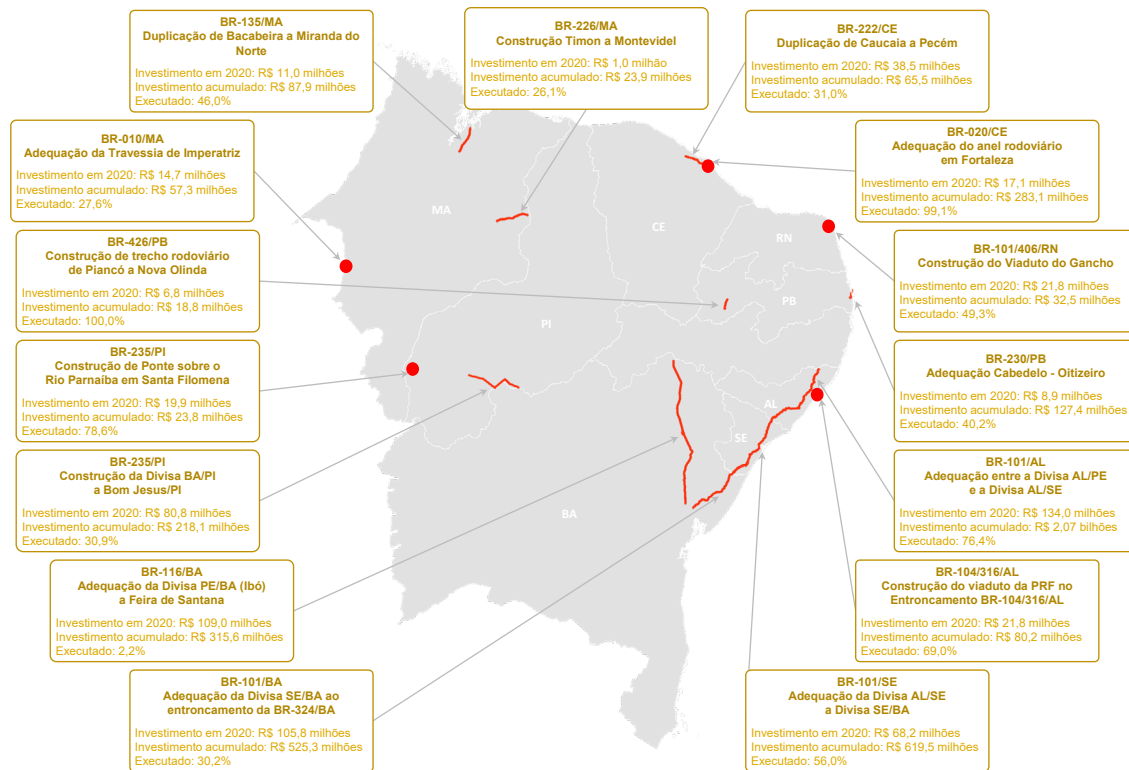 BR-135/MA
Duplicação de Bacabeira a Miranda do
Norte
Investimento em 2020: R$ 11,0 milhões
Investimento acumulado: R$ 87,9 milhões
Executado: 46,0%
BR-226/MA
Construção Timon a Montevidel
Investimento em 2020: R$ 1,0 milhão
Investimento acumulado: R$ 23,9 milhões
Executado: 26,1%
BR-222/CE
Duplicação de Caucaia a Pecém
Investimento em 2020: R$ 38,5 milhões
Investimento acumulado: R$ 65,5 milhões
Executado: 31,0%
BR-010/MA
Adequação da Travessia de Imperatriz
Investimento em 2020: R$ 14,7 milhões
Investimento acumulado: R$ 57,3 milhões
Executado: 27,6%
BR-020/CE
Adequação do anel rodoviário
em Fortaleza
Investimento em 2020: R$ 17,1 milhões
Investimento acumulado: R$ 283,1 milhões
Executado: 99,1%
BR-426/PB
Construção de trecho rodoviário
de Piancó a Nova Olinda
Investimento em 2020: R$ 6,8 milhões
Investimento acumulado: R$ 18,8 milhões
Executado: 100,0%
BR-101/406/RN
Construção do Viaduto do Gancho
Investimento em 2020: R$ 21,8 milhões
Investimento acumulado: R$ 32,5 milhões
Executado: 49,3%
BR-235/PI
Construção de Ponte sobre o
Rio Parnaíba em Santa Filomena
Investimento em 2020: R$ 19,9 milhões
Investimento acumulado: R$ 23,8 milhões
Executado: 78,6%
BR-230/PB
Adequação Cabedelo - Oitizeiro
Investimento em 2020: R$ 8,9 milhões
Investimento acumulado: R$ 127,4 milhões
Executado: 40,2%
BR-235/PI
Construção da Divisa BA/PI
a Bom Jesus/PI
Investimento em 2020: R$ 80,8 milhões
Investimento acumulado: R$ 218,1 milhões
Executado: 30,9%
BR-101/AL
Adequação entre a Divisa AL/PE
e a Divisa AL/SE
Investimento em 2020: R$ 134,0 milhões
Investimento acumulado: R$ 2,07 bilhões
Executado: 76,4%
BR-116/BA
Adequação da Divisa PE/BA (Ibó)
a Feira de Santana
Investimento em 2020: R$ 109,0 milhões
Investimento acumulado: R$ 315,6 milhões
Executado: 2,2%
BR-104/316/AL
Construção do viaduto da PRF no
Entroncamento BR-104/316/AL
Investimento em 2020: R$ 21,8 milhões
Investimento acumulado: R$ 80,2 milhões
Executado: 69,0%
BR-101/BA
Adequação da Divisa SE/BA ao
entroncamento da BR-324/BA
Investimento em 2020: R$ 105,8 milhões
Investimento acumulado: R$ 525,3 milhões
Executado: 30,2%
BR-101/SE
Adequação da Divisa AL/SE
a Divisa SE/BA
Investimento em 2020: R$ 68,2 milhões
Investimento acumulado: R$ 619,5 milhões
Executado: 56,0%
MA
CE
RN
PB
PI
AL
SE
BA